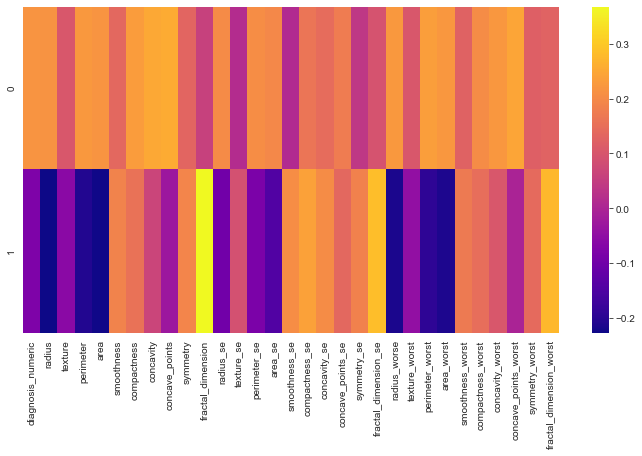 0
1
diagnosis_numeric
radius
texture
perimeter
area
smoothness
compactness
concavity
concave_points
symmetry
fractal_dimension
radius_se
texture_se
perimeter_se
area_se
smoothness_se
compactness_se
concavity_se
concave_points_se
symmetry_se
fractal_dimension_se
radius_worse
texture_worst
perimeter_worst
area_worst
smoothness_worst
compactness_worst
concavity_worst
concave_points_worst
symmetry_worst
fractal_dimension_worst
0.3
0.2
0.1
0.0
−0.1
−0.2